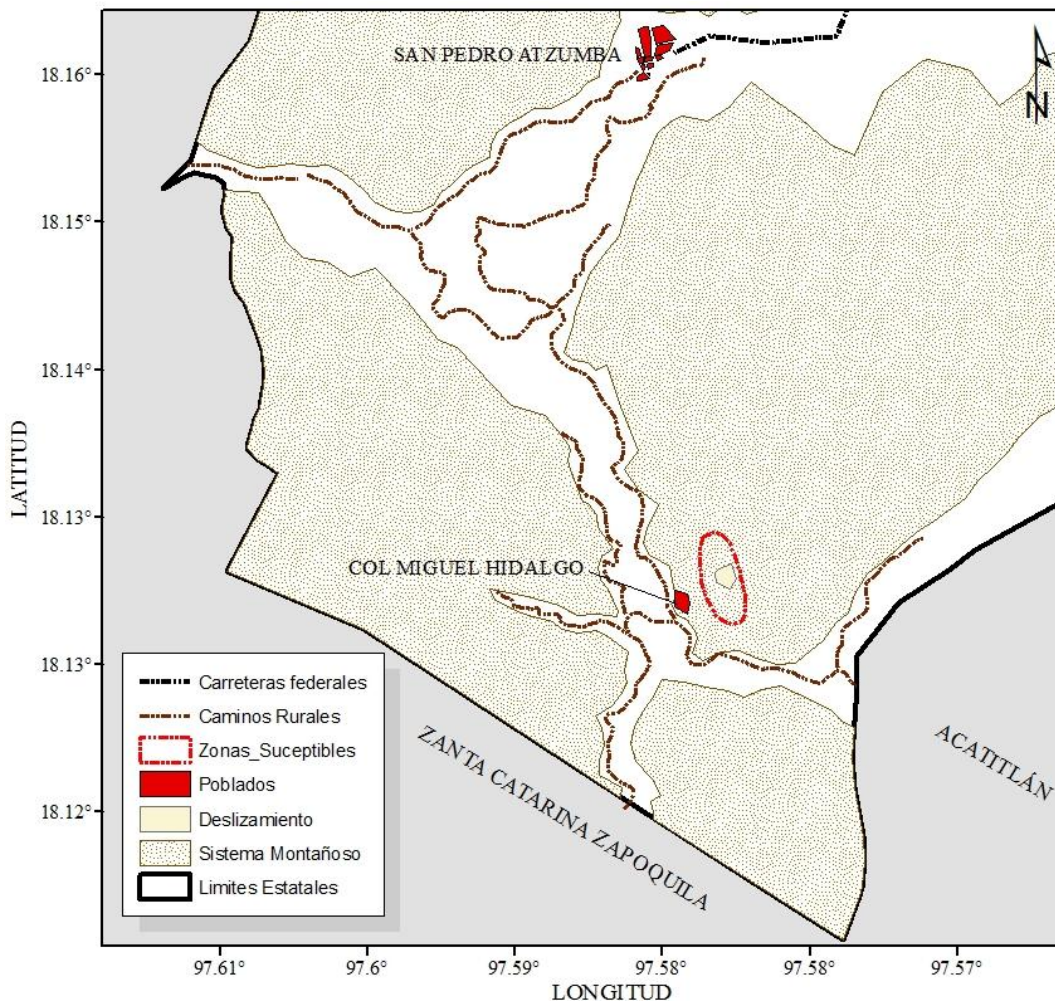 SAN PEDRO ATZUMBA
N
18.16°
18.15°
18.14°
18.13°
18.13°
18.12°
LATITUD
COL MIGUEL HIDALGO
ZANTA CATARINA ZAPOQUILA
ACATITLÁN
Carreteras federales
Caminos Rurales
Zonas_Suceptibles
Poblados
Deslizamiento
Sistema Montañoso
Limites Estatales
97.61°
97.6°
97.59°
97.58°
97.58°
97.57°
LONGITUD